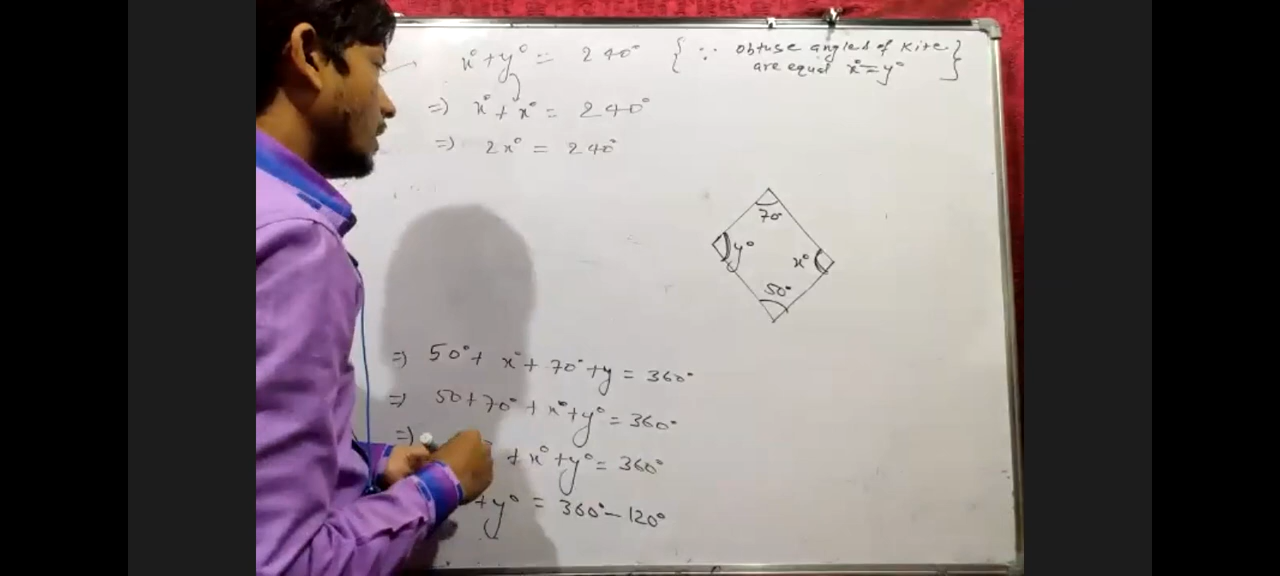 x° + y° = 240° { ∵ obtuse angles of kite
are equal x° = y° }
=) x° + x° = 240°
=) 2x° = 240°
70°
y°
x°
50°
=) 50° + x° + 70° + y = 360°
=) 50 + 70° + x° + y° = 360°
=) + x° + y° = 360°
+ y° = 360° - 120°